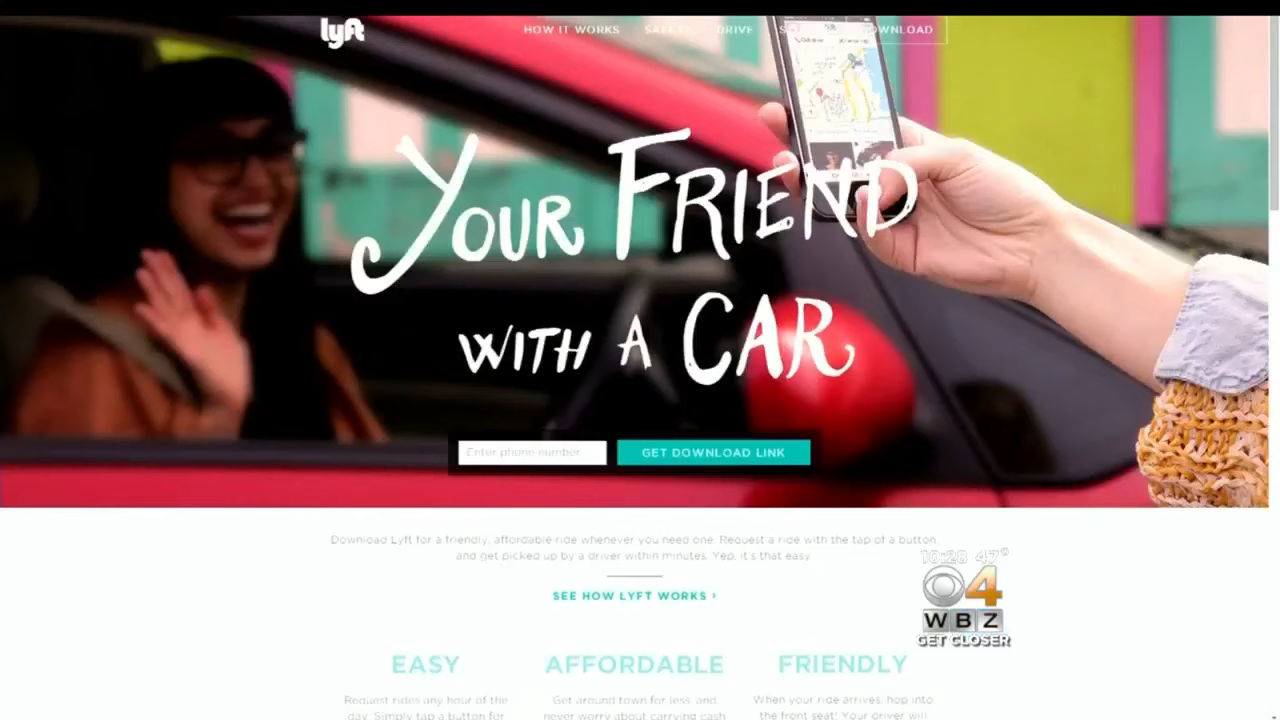 lyft
HOW IT WORKS
DRIVE
YOUR FRIEND
WITH A CAR
Enter phone number
GET DOWNLOAD LINK
Download Lyft for a friendly, affordable ride whenever you need one. Request a ride with the tap of a button,
and get picked up by a driver within minutes. Yep, it's that easy.
SEE HOW LYFT WORKS ›
10:28 47°
4
WBZ
GET CLOSER
EASY AFFORDABLE FRIENDLY
Request rides any hour of the
day. Simply tap a button for
Get around town for less, and
never worry about carrying cash
When your ride arrives, hop into
the front seat! Your driver will